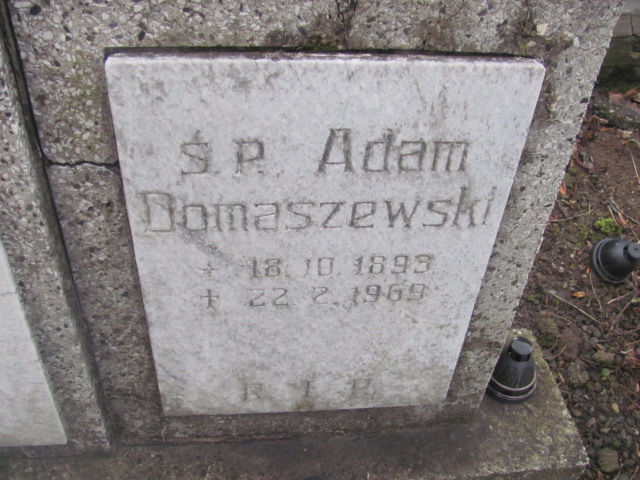 Ś.P. Adam
Domaszewski
+ 18.10.1893
+ 22.2.1969
R.I.P.